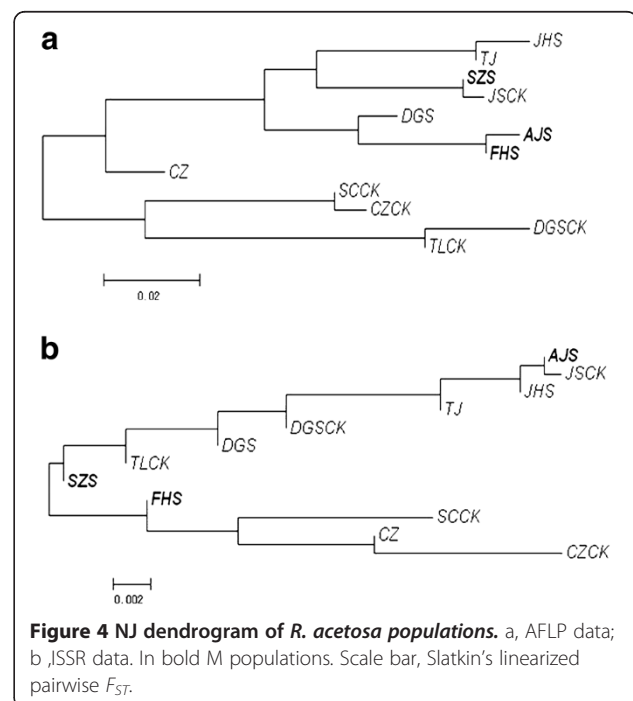 a
JHS
TJ
SZS
JSCK
DGS
AJS
FHS
CZ
SCCK
CZCK
DGSCK
TLCK
0.02
b
AJS
JSCK
JHS
TJ
DGSCK
DGS
TLCK
SZS
FHS
SCCK
CZ
CZCK
0.002
Figure 4 NJ dendrogram of R. acetosa populations. a, AFLP data;
b ,ISSR data. In bold M populations. Scale bar, Slatkin's linearized
pairwise FST.